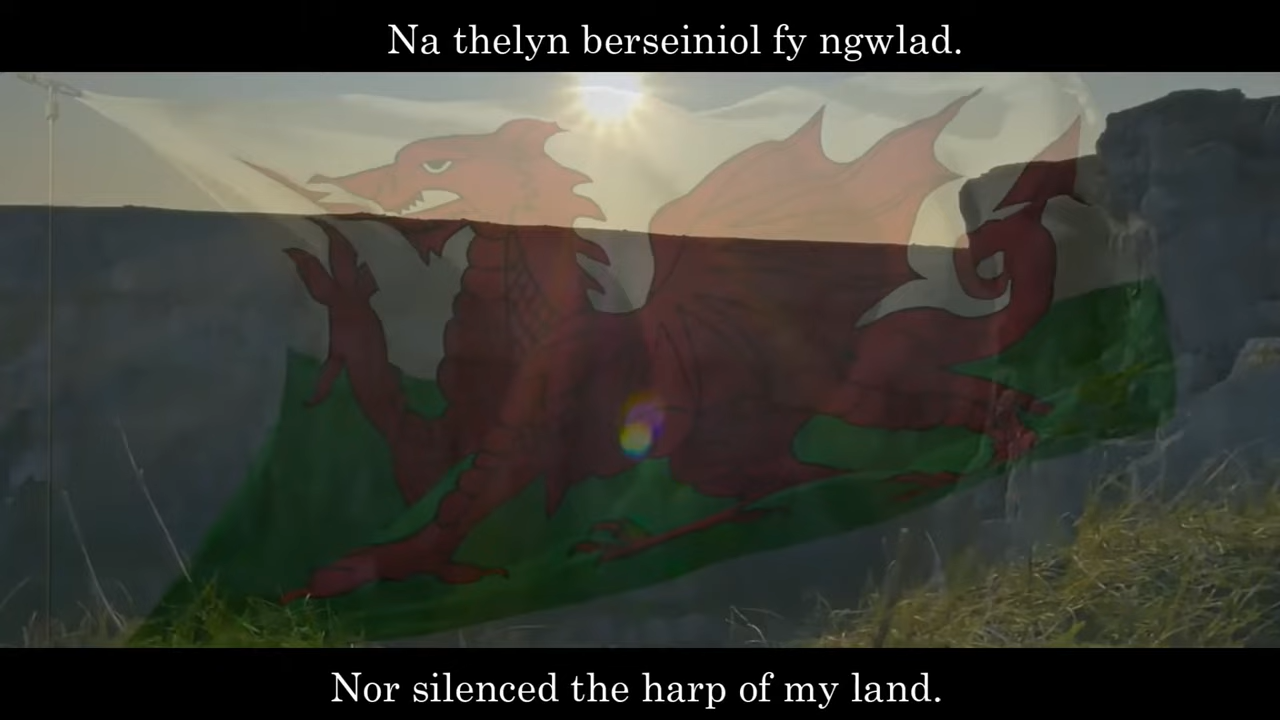 Na thelyn berseiniol fy ngwlad.
Nor silenced the harp of my land.